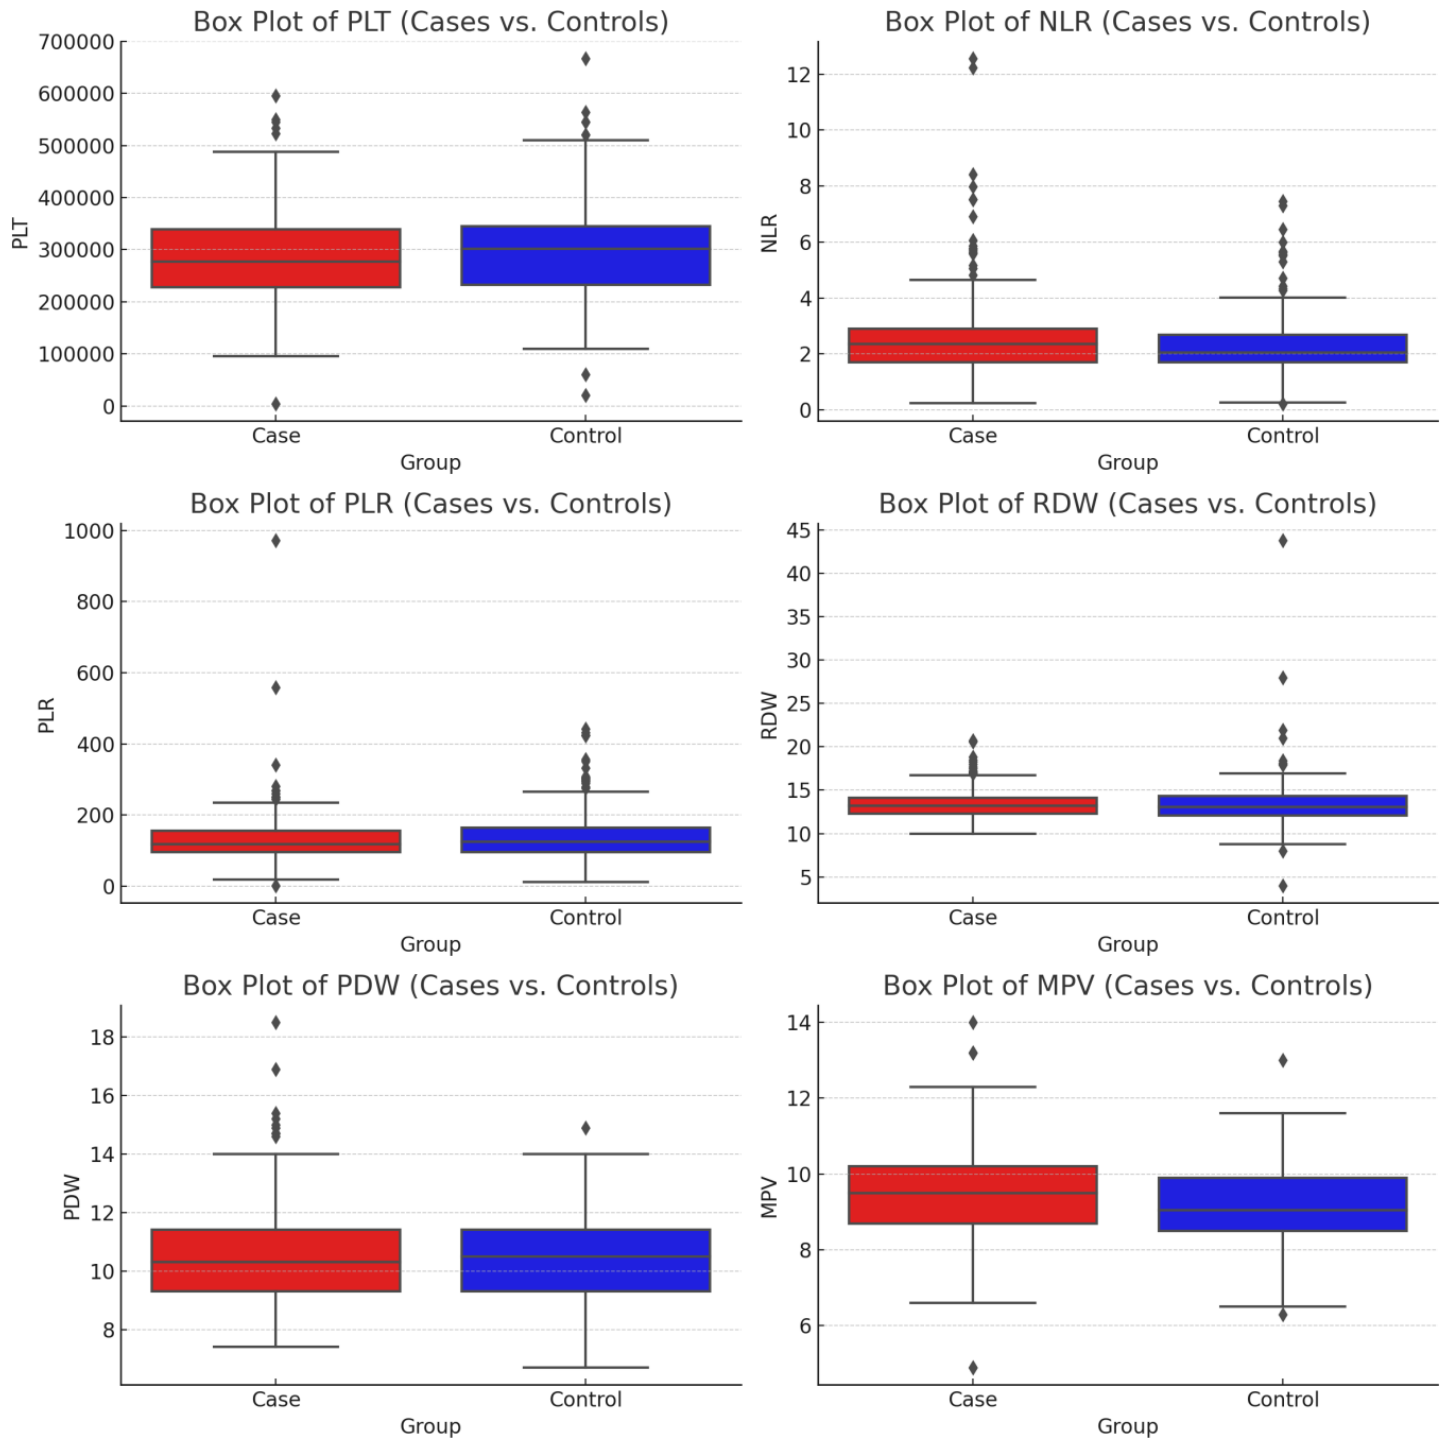 Box Plot of PLT (Cases vs. Controls)
700000
600000
500000
400000
300000
200000
100000
0
PLT
Case
Control
Group
Box Plot of NLR (Cases vs. Controls)
12
10
8
6
4
2
0
NLR
Case
Control
Group
Box Plot of PLR (Cases vs. Controls)
1000
800
600
400
200
0
PLR
Case
Control
Group
Box Plot of RDW (Cases vs. Controls)
45
40
35
30
25
20
15
10
5
RDW
Case
Control
Group
Box Plot of PDW (Cases vs. Controls)
18
16
14
12
10
8
PDW
Case
Control
Group
Box Plot of MPV (Cases vs. Controls)
14
12
10
8
6
MPV
Case
Control
Group